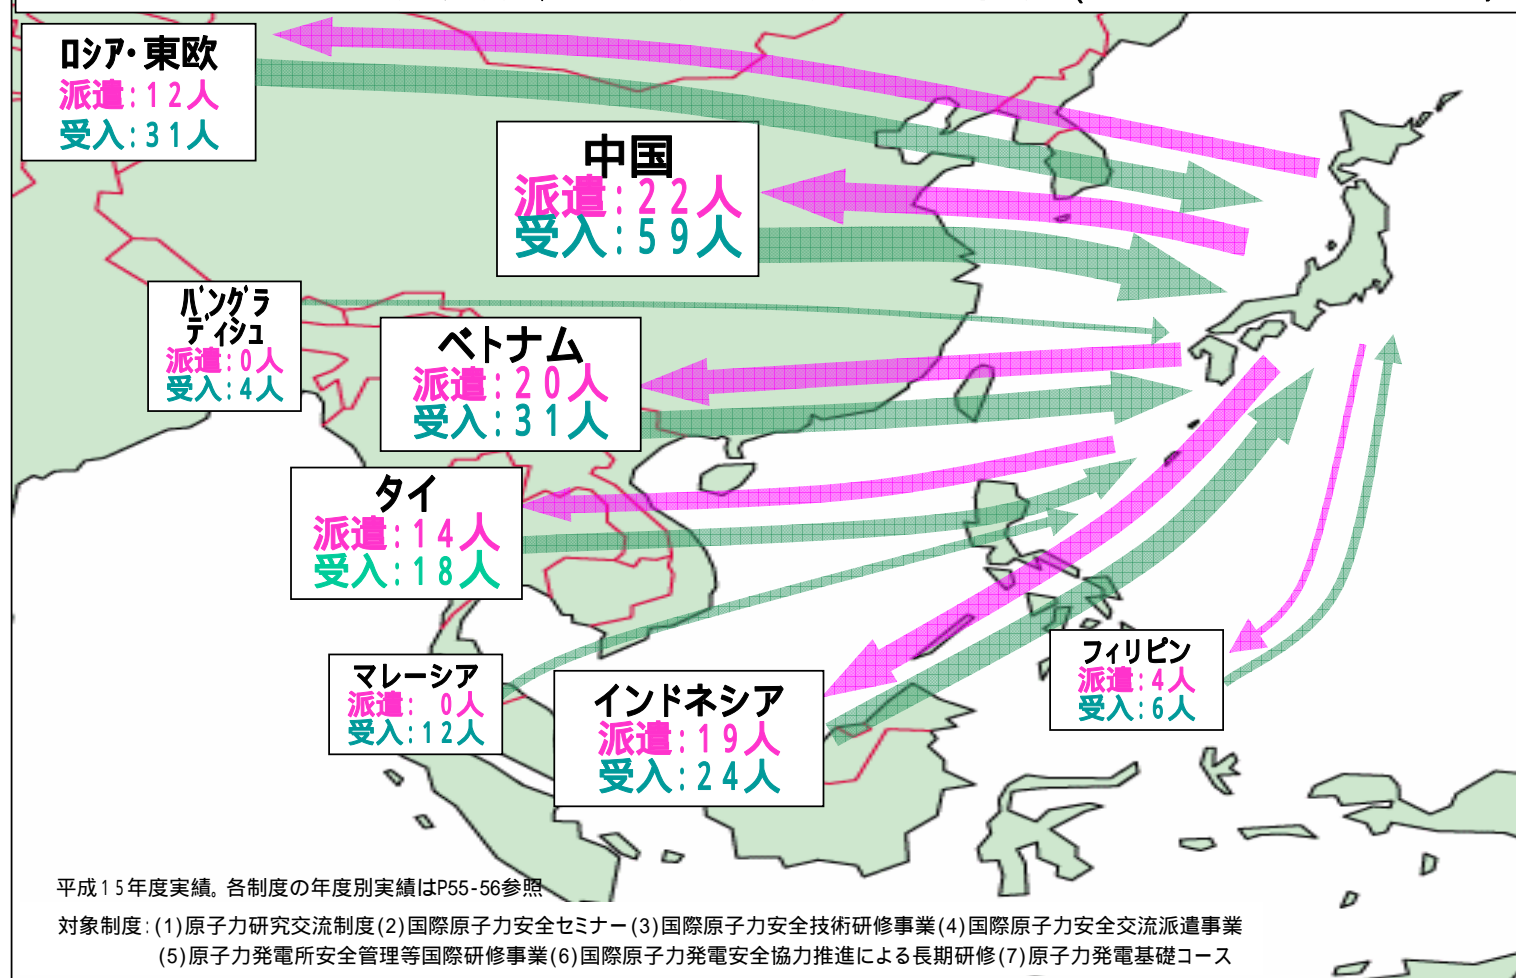 ロシア・東欧
派遣:12人
受入:31人
中国
派遣:22人
受入:59人
バングラ
ディシュ
派遣:0人
受入:4人
ベトナム
派遣:20人
受入:31人
タイ
派遣:14人
受入:18人
マレーシア
派遣: 0人
受入:12人
インドネシア
派遣:19人
受入:24人
フィリピン
派遣:4人
受入:6人
平成15年度実績。各制度の年度別実績はP55-56参照
対象制度:(1)原子力研究交流制度(2)国際原子力安全セミナー(3)国際原子力安全技術研修事業(4)国際原子力安全交流派遣事業
(5)原子力発電所安全管理等国際研修事業(6)国際原子力発電安全協力推進による長期研修(7)原子力発電基礎コース